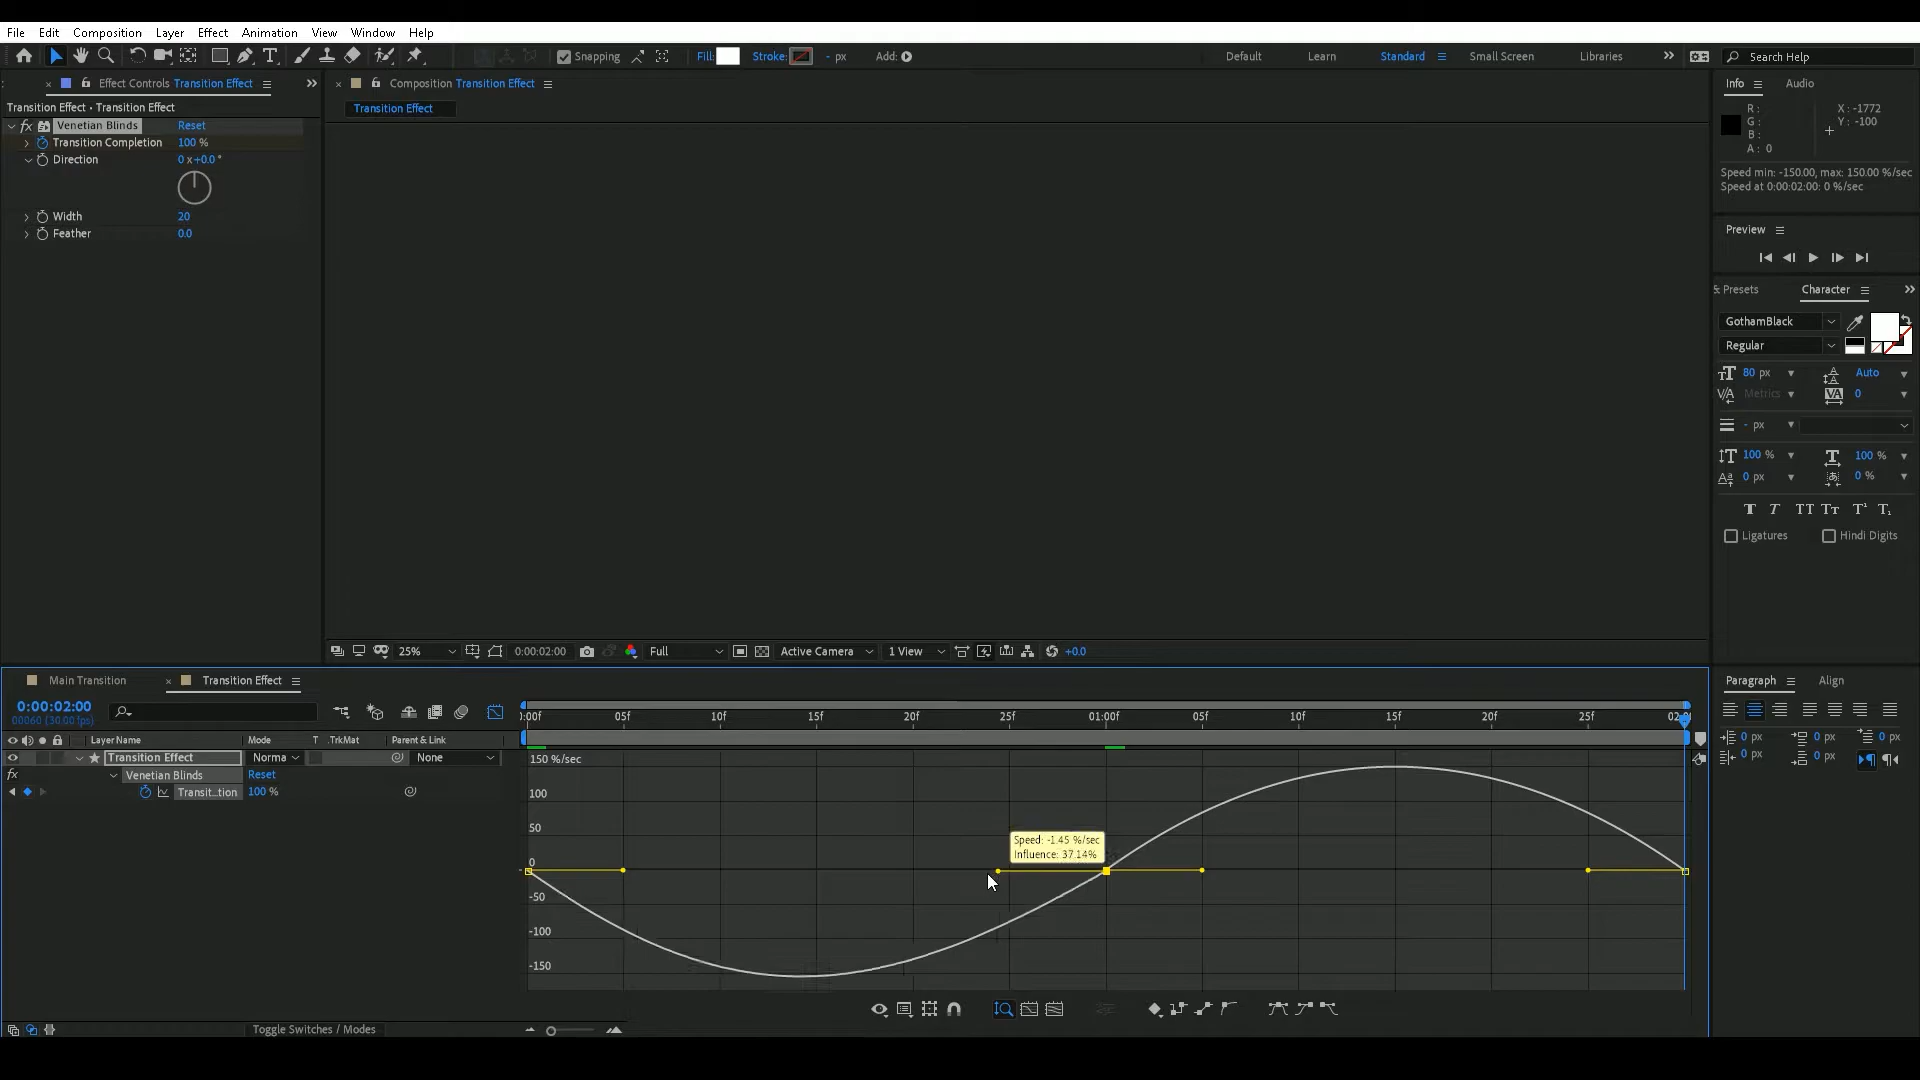 File Edit Composition Layer Effect Animation View Window Help
Snapping Fill: Stroke: - px Add: Default Learn Standard Small Screen Libraries Search Help
Effect Controls Transition Effect
Composition Transition Effect
Info Audio
Transition Effect • Transition Effect
Transition Effect
fx Venetian Blinds Reset
Transition Completion 100 %
Direction 0 x+0.0 °
Width 20
Feather 0.0
R :
G :
B :
A : 0
X : -1772
Y : -100
Speed min: -150.00, max: 150.00 %/sec
Speed at 0:00:02:00: 0 %/sec
Preview
& Presets Character
GothamBlack
Regular
80 px Auto
Metrics 0
- px
100 % 100 %
0 px 0 %
T T TT Tr T¹ T₁
Ligatures Hindi Digits
25% 0:00:02:00 Full Active Camera 1 View +0.0
Main Transition Transition Effect
Paragraph Align
0:00:02:00
00060 (30.00 fps)
):00f 05f 10f 15f 20f 25f 01:00f 05f 10f 15f 20f 25f
Layer Name Mode T .TrkMat Parent & Link
Transition Effect Norma None
fx Venetian Blinds Reset
Transit...tion 100 %
150 %/sec
100
50
0
-50
-100
-150
Speed: -1.45 %/sec
Influence: 37.14%
0 px 0 px 0 px
0 px 0 px
Toggle Switches / Modes